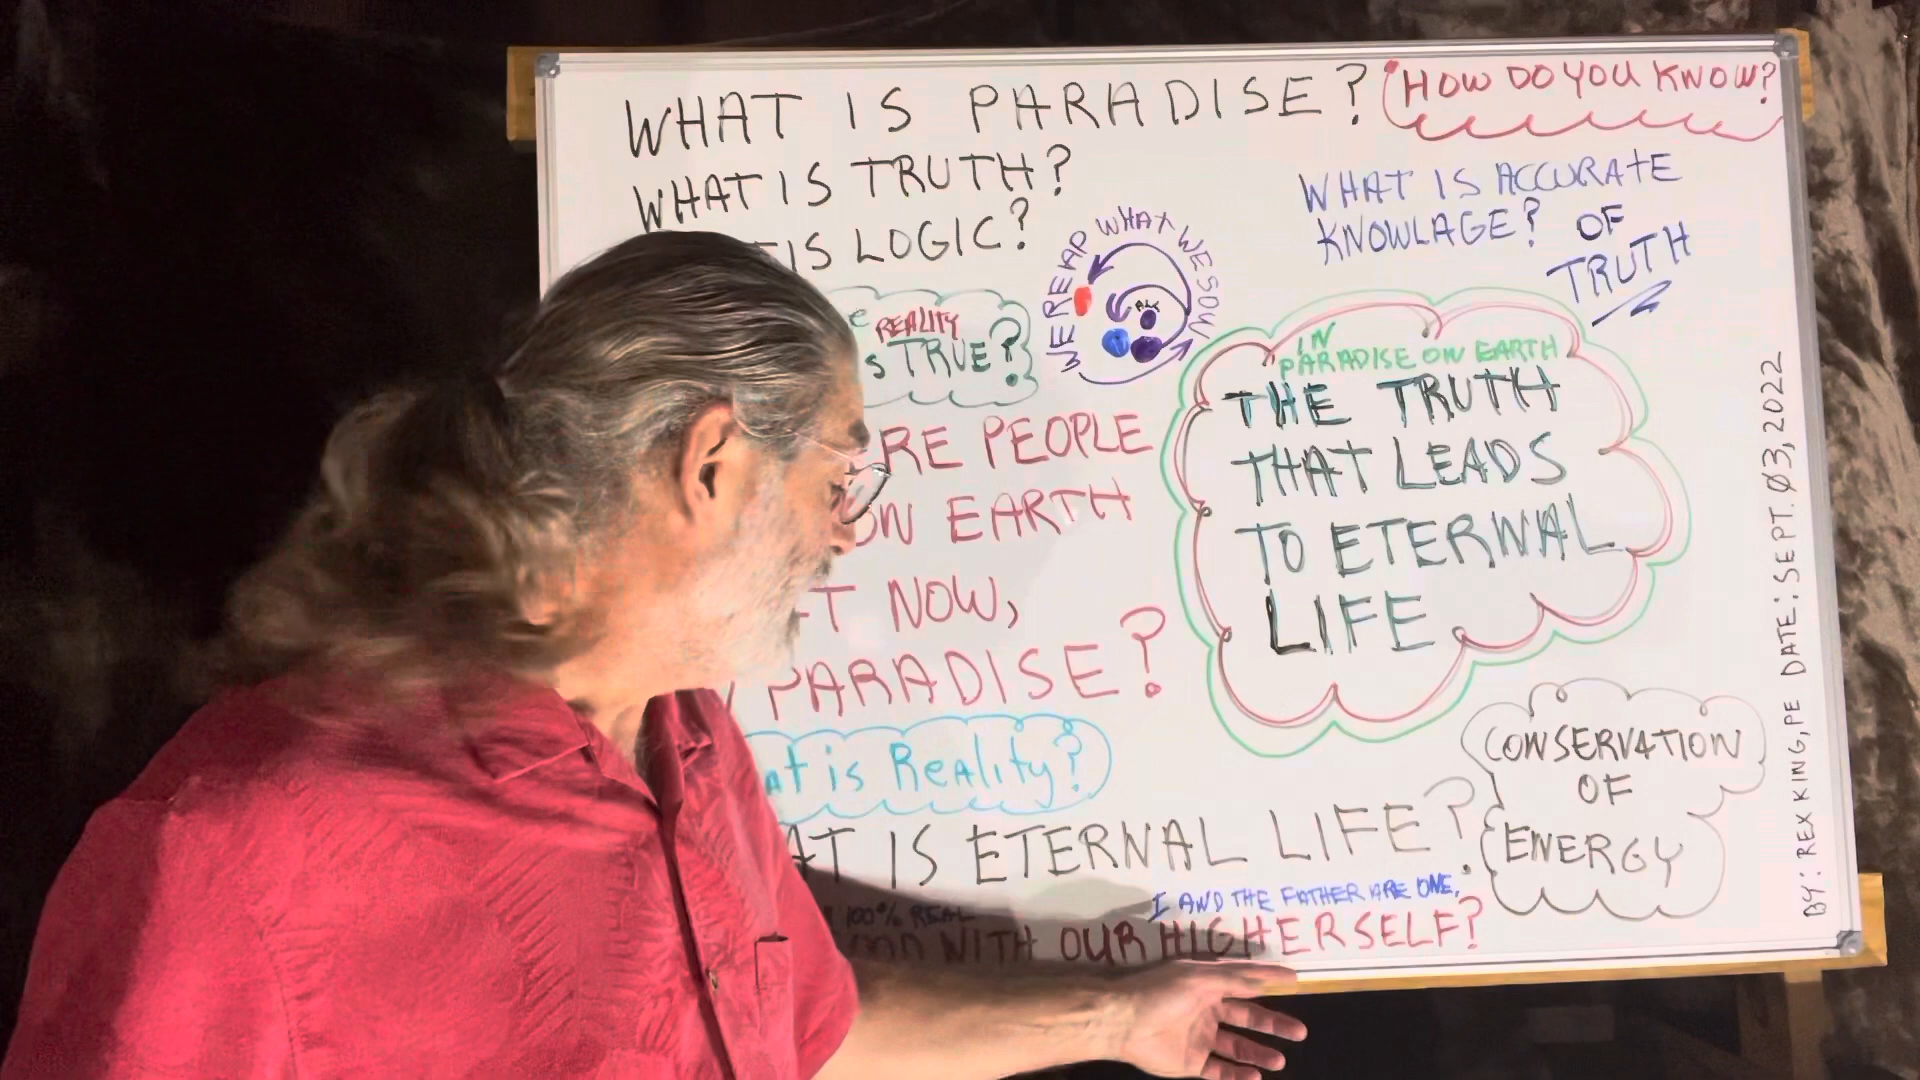 WHAT IS PARADISE?
HOW DO YOU KNOW?
WHAT IS TRUTH?
IS LOGIC?
WHAT IS ACCURATE
KNOWLAGE? OF
TRUTH
WE REAP WHAT WE SOW
ALL
REALITY
TRUE?
IN
PARADISE ON EARTH
THE TRUTH
THAT LEADS
TO ETERNAL
LIFE
RE PEOPLE
ON EARTH
T NOW,
PARADISE?
at is Reality?
AT IS ETERNAL LIFE?
CONSERVATION
OF
ENERGY
I AND THE FATHER ARE ONE.
100% REAL
WITH OUR HIGHER SELF?
BY: REX KING, PE DATE: SEPT. 03, 2022